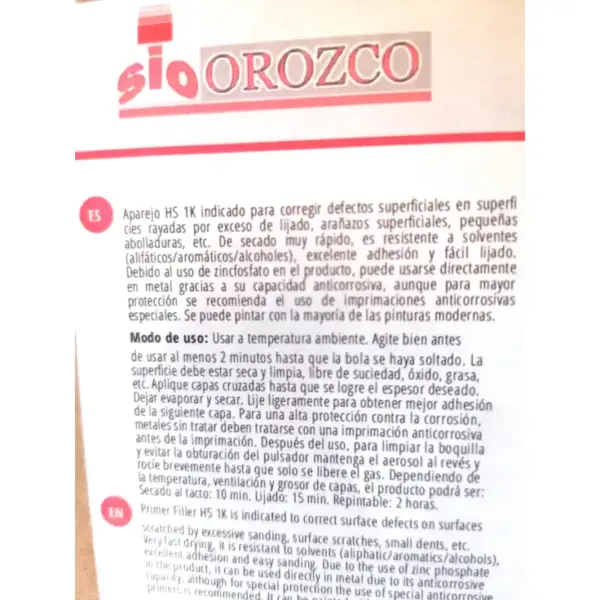 sio OROZCO
ES
Aparejo HS 1K indicado para corregir defectos superficiales en superfi
cies rayadas por exceso de lijado, arañazos superficiales, pequeñas
abolladuras, etc. De secado muy rápido, es resistente a solventes
(alifáticos/aromáticos/alcoholes), excelente adhesión y fácil lijado.
Debido al uso de zincfosfato en el producto, puede usarse directamente
en metal gracias a su capacidad anticorrosiva, aunque para mayor
protección se recomienda el uso de imprimaciones anticorrosivas
especiales. Se puede pintar con la mayoría de las pinturas modernas.
Modo de uso: Usar a temperatura ambiente. Agite bien antes
de usar al menos 2 minutos hasta que la bola se haya soltado. La
superficie debe estar seca y limpia, libre de suciedad, óxido, grasa,
etc. Aplique capas cruzadas hasta que se logre el espesor deseado.
Dejar evaporar y secar. Lije ligeramente para obtener mejor adhesión
de la siguiente capa. Para una alta protección contra la corrosión,
metales sin tratar deben tratarse con una imprimación anticorrosiva
antes de la imprimación. Después del uso, para limpiar la boquilla
y evitar la obturación del pulsador mantenga el aerosol al revés y
rocie brevemente hasta que solo se libere el gas. Dependiendo de
la temperatura, ventilación y grosor de capas, el producto podrá ser:
Secado al tacto: 10 min. Lijado: 15 min. Repintable: 2 horas.
EN
Primer Filler HS 1K is indicated to correct surface defects on surfaces
scratched by excessive sanding, surface scratches, small dents, etc.
Very fast drying, it is resistant to solvents (aliphatic/aromatics/alcohols),
excellent adhesion and easy sanding. Due to the use of zinc phosphate
in the product, it can be used directly in metal due to its anticorrosive
capacity, although for special protection the use of special anticorrosive
primers is recommended. It can be